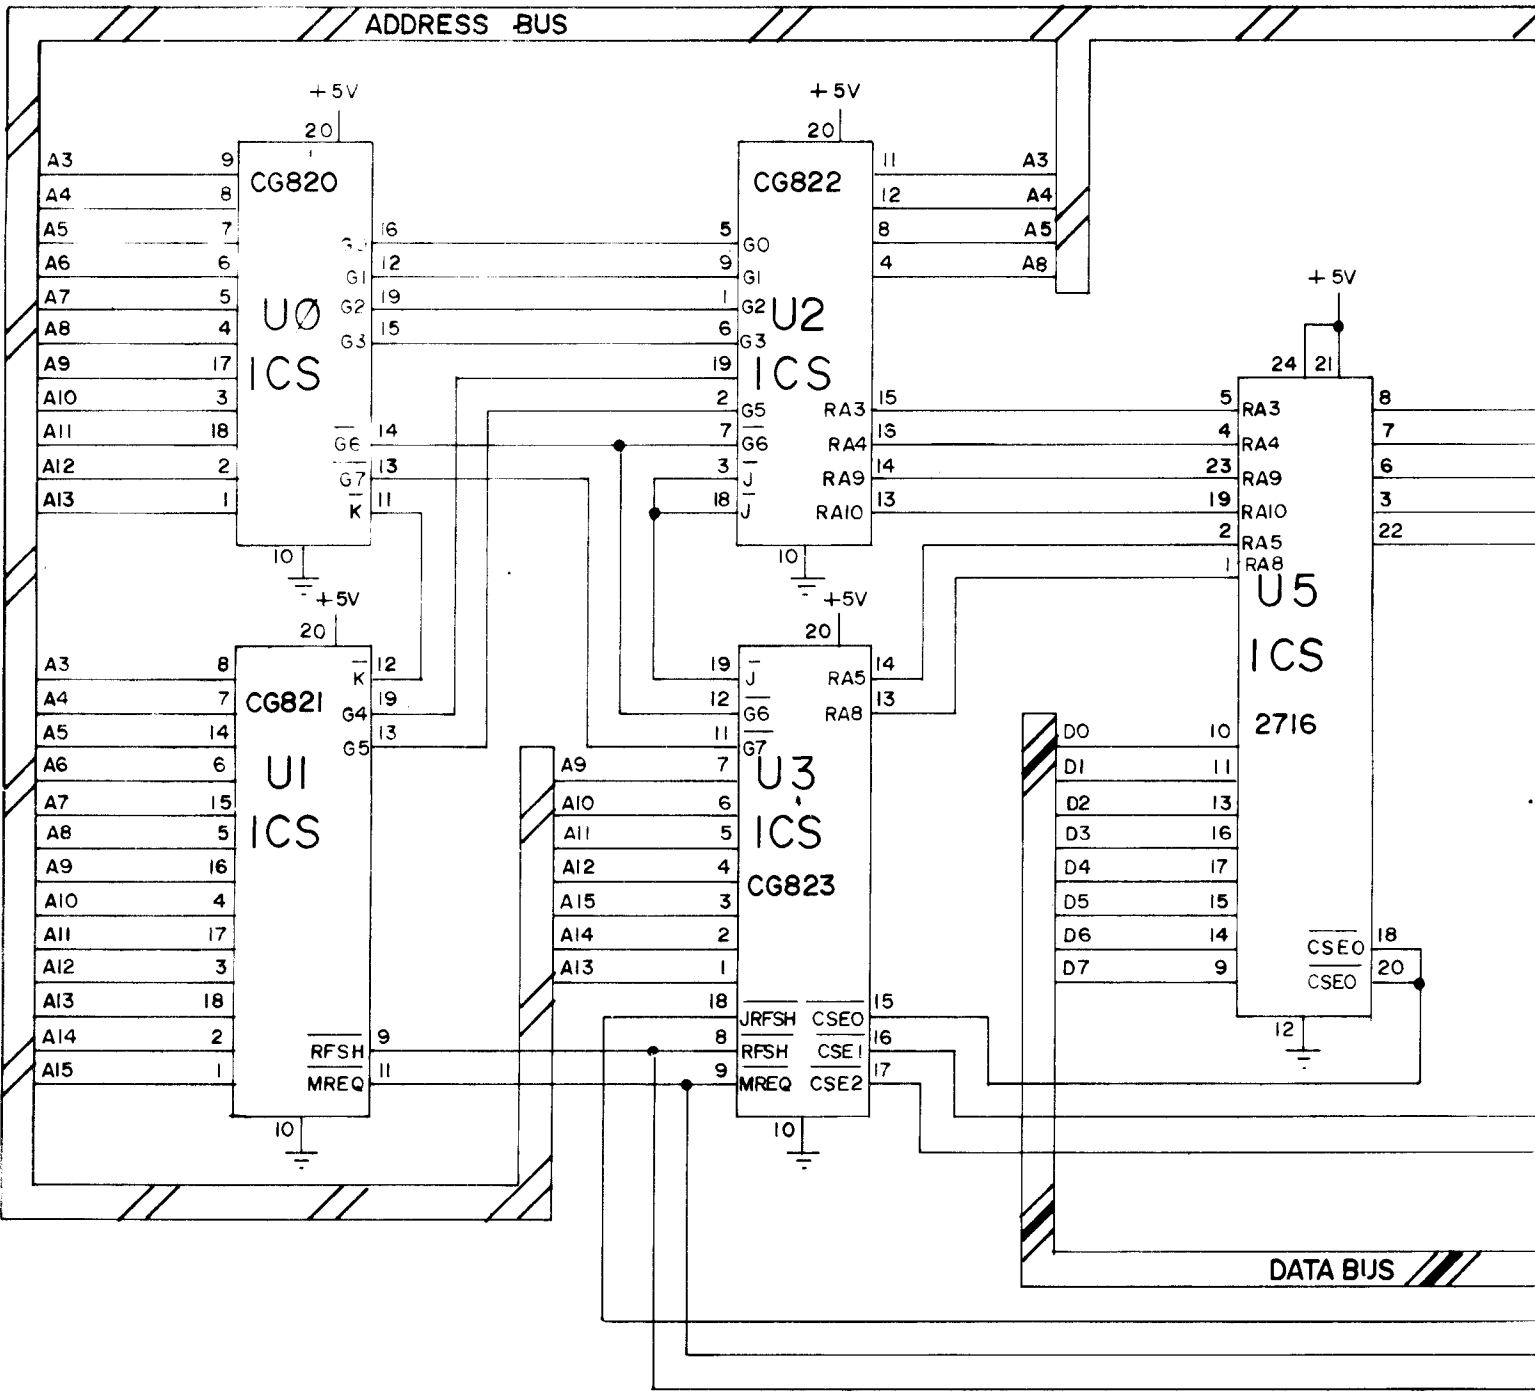 ADDRESS BUS
+5V
20
CG820
A3 9
A4 8
A5 7
A6 6
A7 5
A8 4
A9 17
A10 3
A11 18
A12 2
A13 1
16
G1 12
G2 19
G3 15
G6 14
G7 13
K 11
UØ
ICS
10
+5V
20
CG822
5 G0
9 G1
1 G2
6 G3
19
2 G5
7 G6
3 J
18 J
U2
ICS
11 A3
12 A4
8 A5
4 A8
RA3 15
RA4 13
RA9 14
RA10 13
10
+5V
24 21
5 RA3
4 RA4
23 RA9
19 RA10
2 RA5
1 RA8
8
7
6
3
22
U5
ICS
2716
D0 10
D1 11
D2 13
D3 16
D4 17
D5 15
D6 14
D7 9
CSE0 18
CSE0 20
12
+5V
20
A3 8
A4 7
A5 14
A6 6
A7 15
A8 5
A9 16
A10 4
A11 17
A12 3
A13 18
A14 2
A15 1
CG821
U1
ICS
K 12
G4 19
G5 13
RFSH 9
MREQ 11
10
+5V
20
19 J
12 G6
11 G7
A9 7
A10 6
A11 5
A12 4
A15 3
A14 2
A13 1
18 JRFSH
8 RFSH
9 MREQ
U3
ICS
CG823
RA5 14
RA8 13
CSE0 15
CSE1 16
CSE2 17
10
DATA BUS